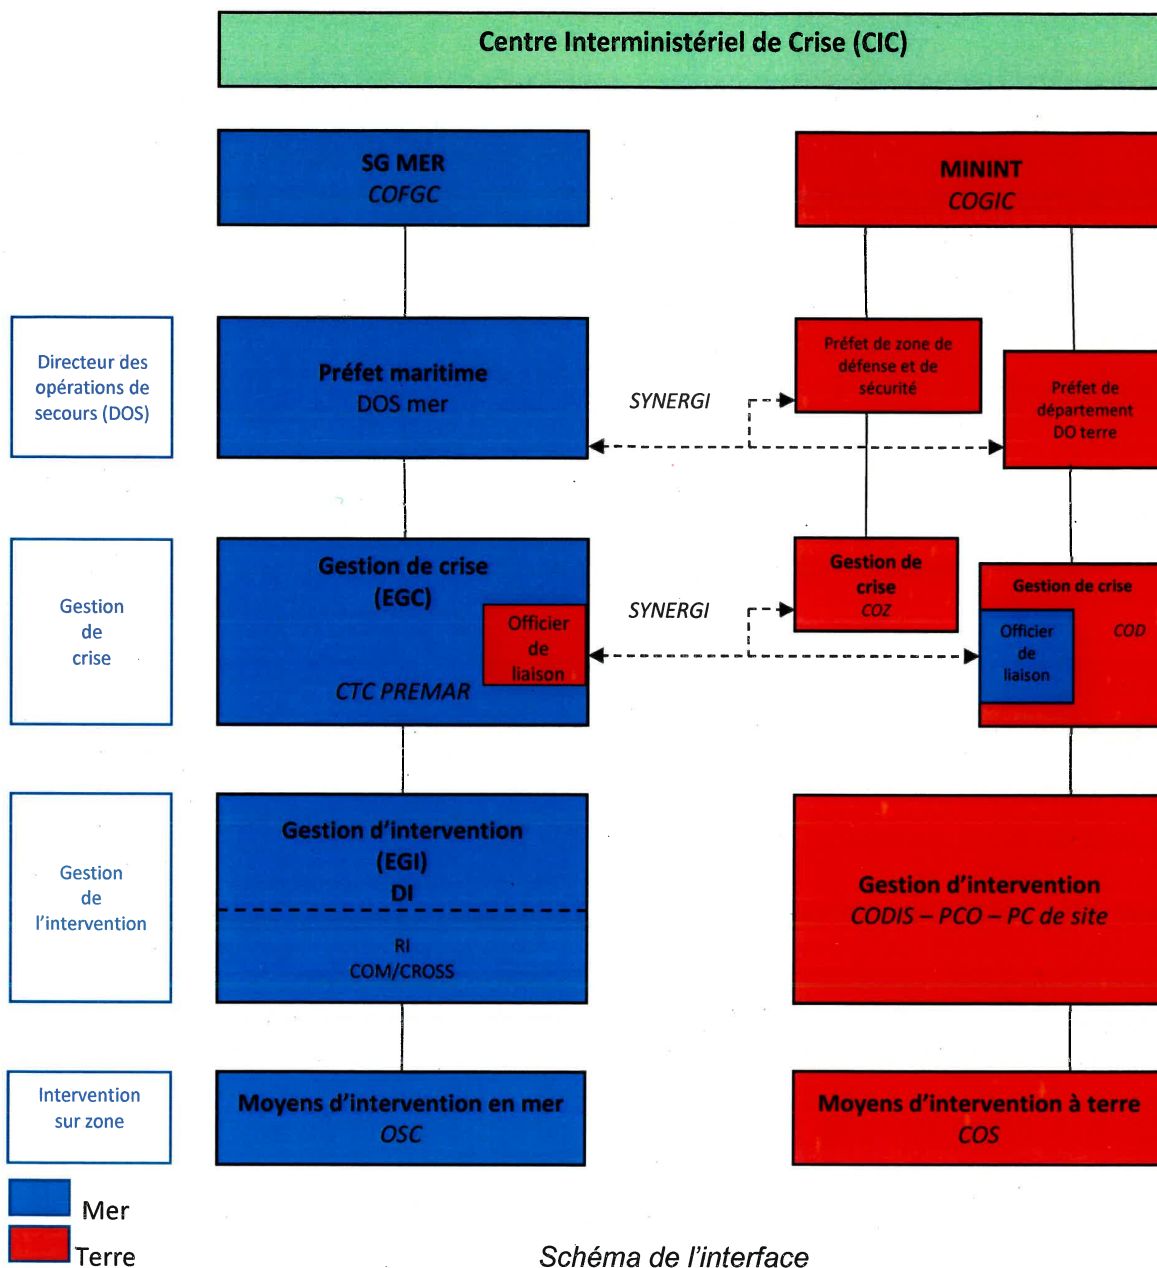 Centre Interministériel de Crise (CIC)
SG MER
COFGC
MININT
COGIC
Directeur des
opérations de
secours (DOS)
Préfet maritime
DOS mer
SYNERGI
Préfet de zone de
défense et de
sécurité
Préfet de
département
DO terre
Gestion
de
crise
Gestion de crise
(EGC)
Officier
de
liaison
CTC PREMAR
SYNERGI
Gestion de
crise
COZ
Gestion de crise
Officier
de
liaison
COD
Gestion
de
l'intervention
Gestion d'intervention
(EGI)
DI
RI
COM/CROSS
Gestion d'intervention
CODIS – PCO – PC de site
Intervention
sur zone
Moyens d'intervention en mer
OSC
Moyens d'intervention à terre
COS
Mer
Terre
Schéma de l'interface